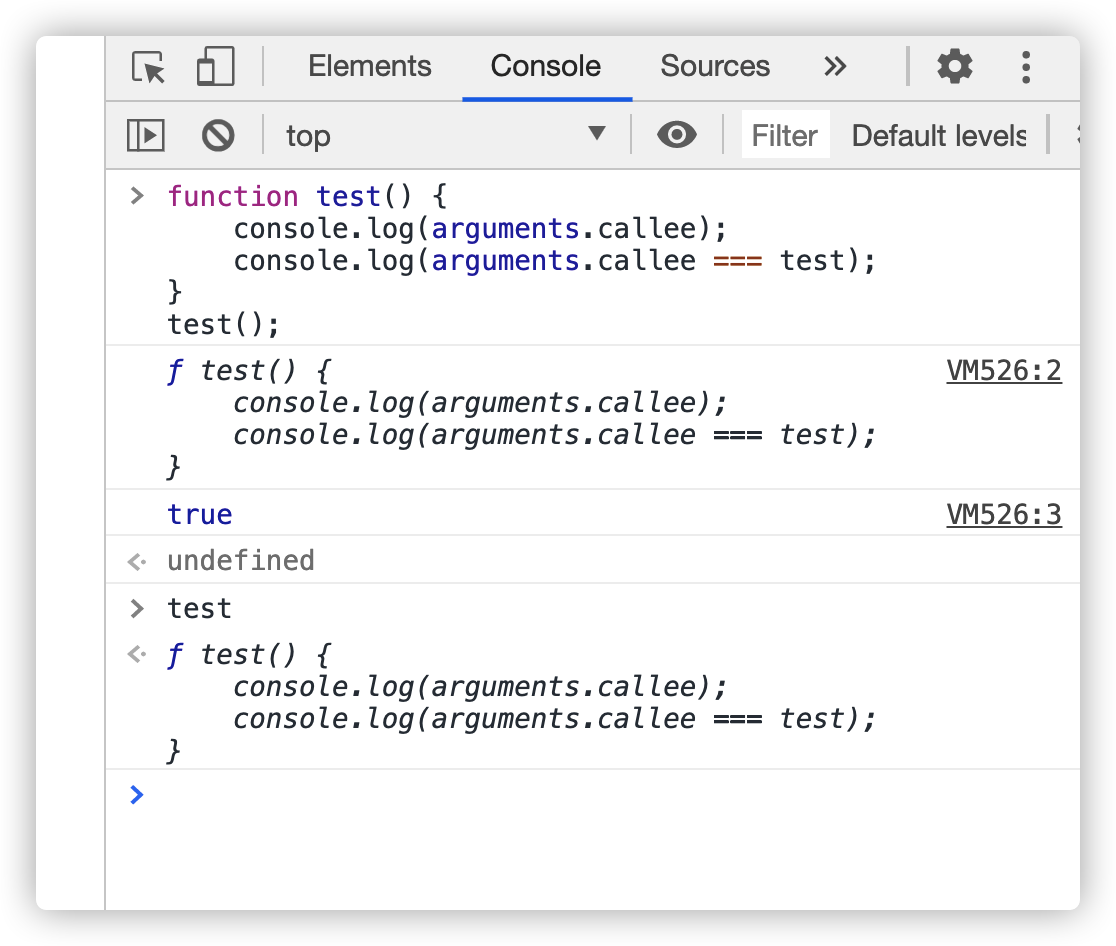 Elements Console Sources
top Filter Default levels
> function test() {
    console.log(arguments.callee);
    console.log(arguments.callee === test);
}
test();
ƒ test() { VM526:2
    console.log(arguments.callee);
    console.log(arguments.callee === test);
}
true VM526:3
undefined
> test
ƒ test() {
    console.log(arguments.callee);
    console.log(arguments.callee === test);
}
>